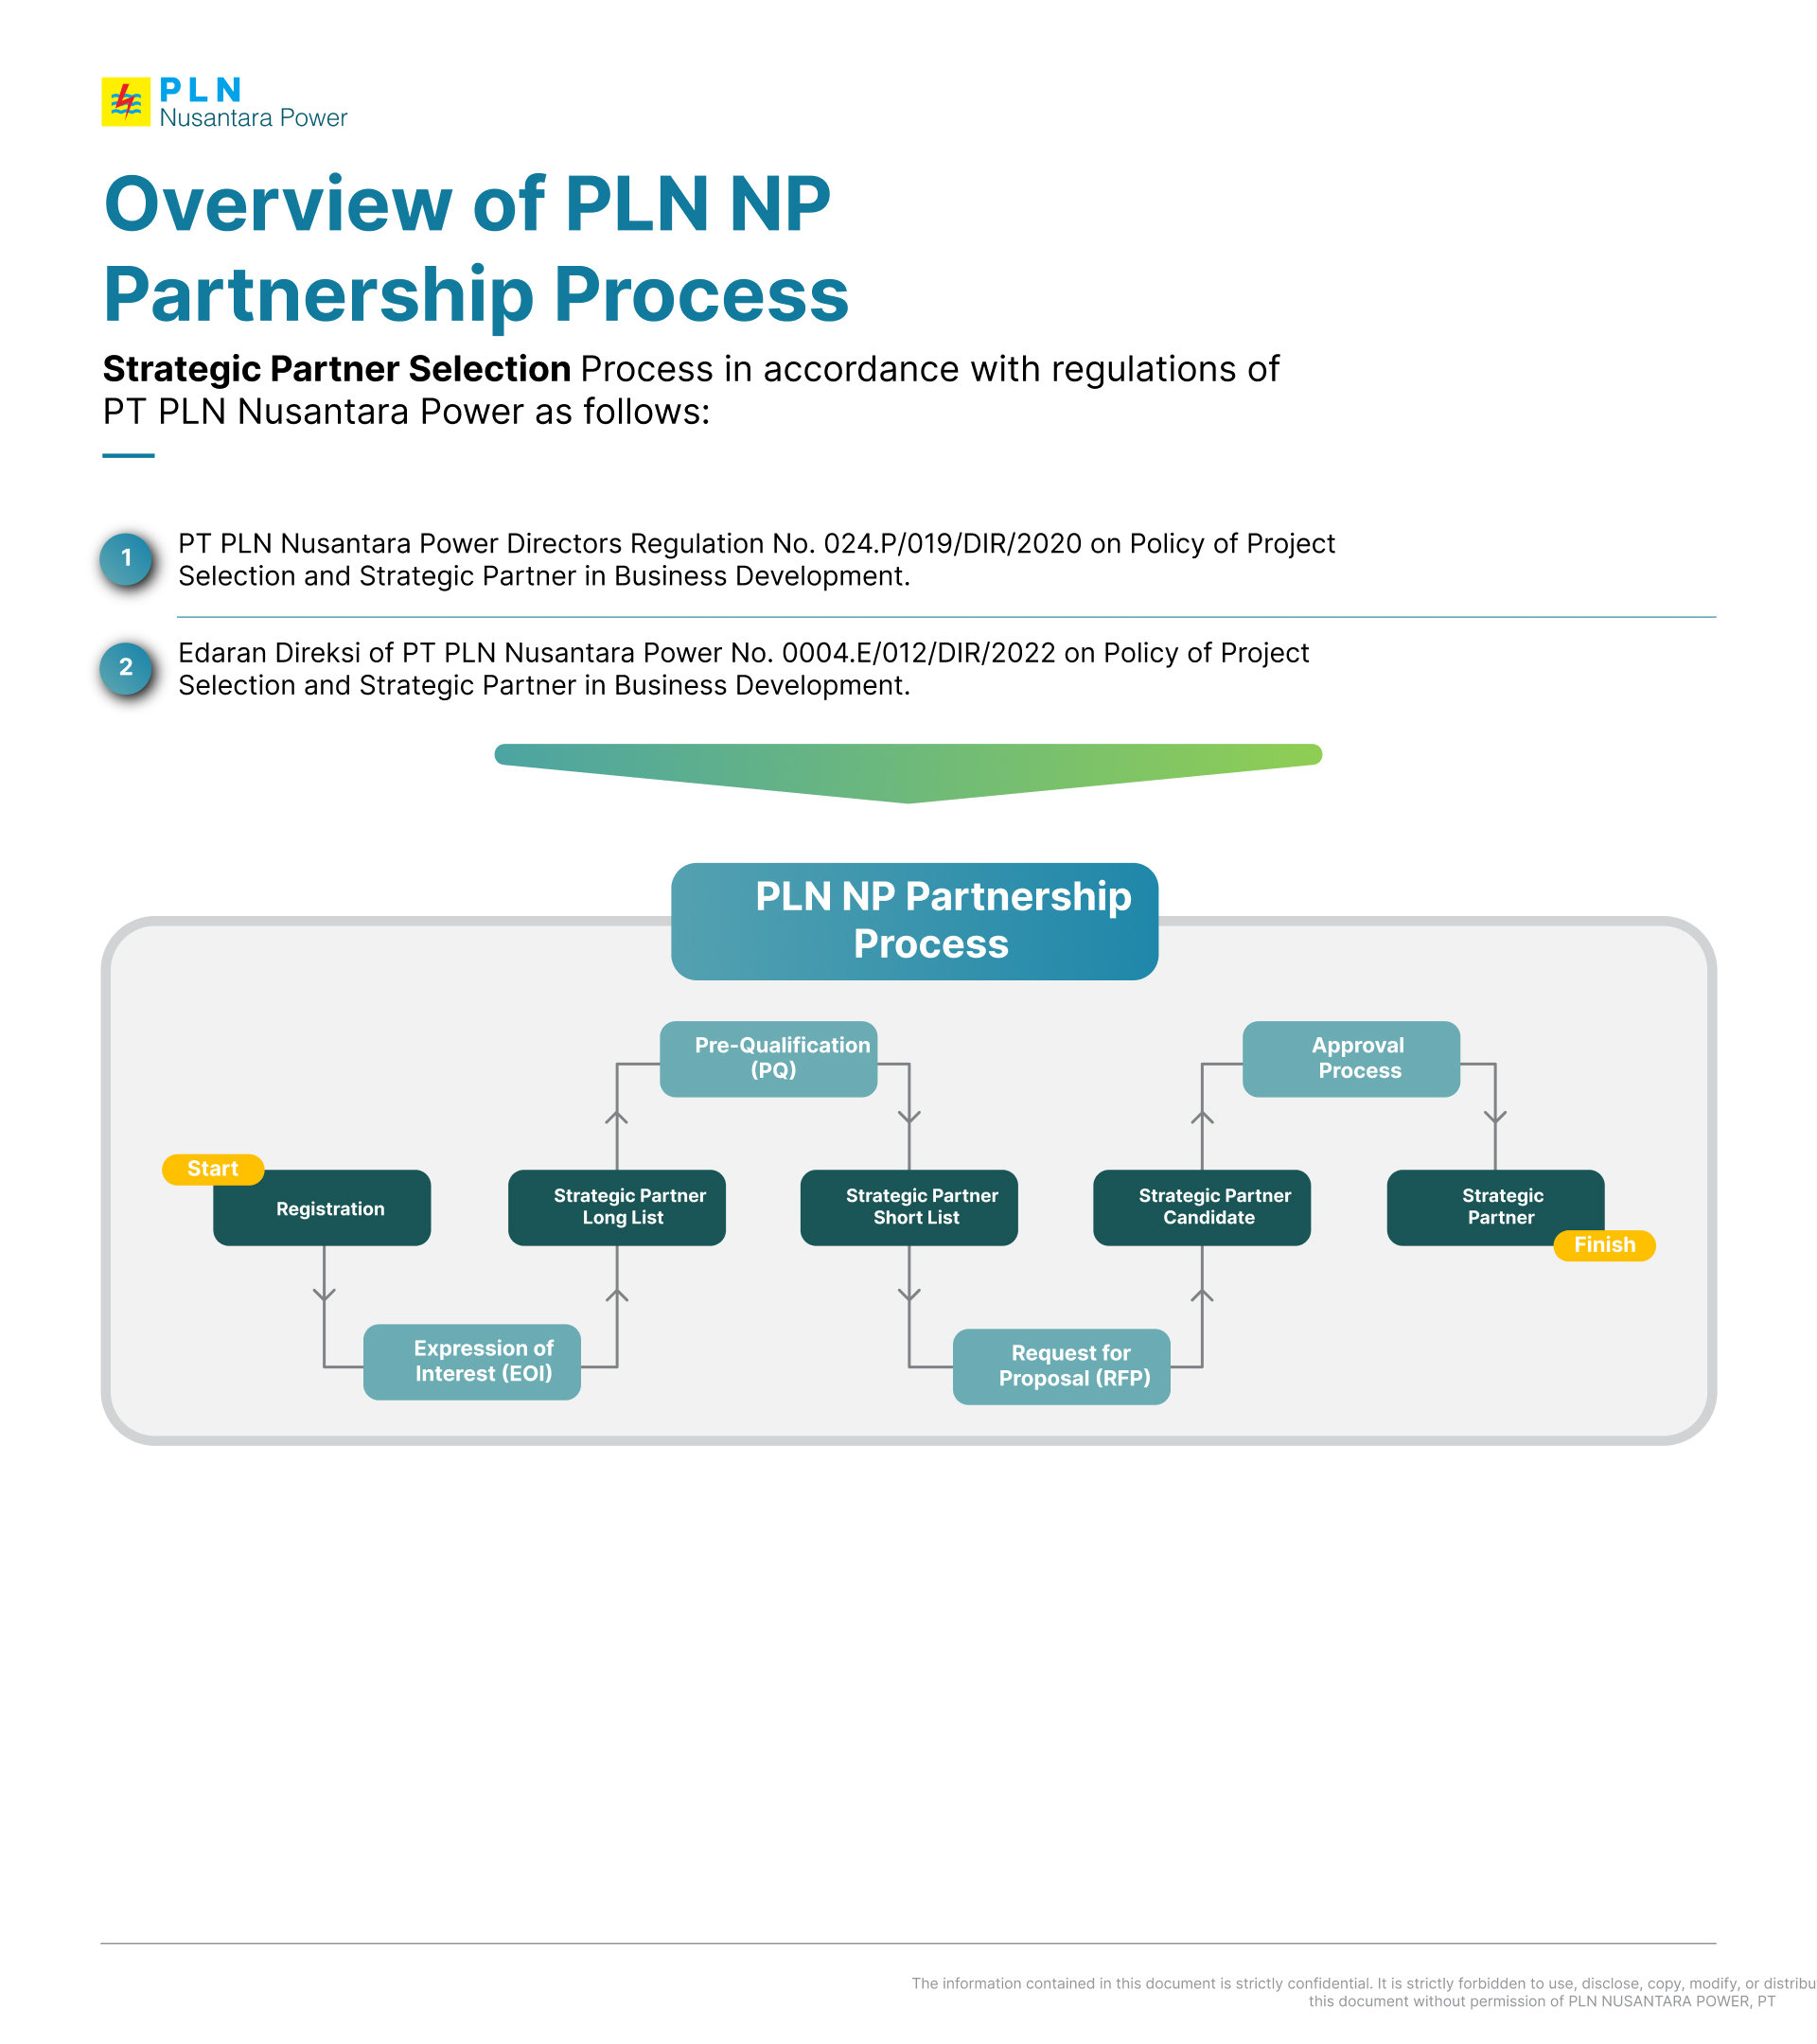 PLN
Nusantara Power
Overview of PLN NP
Partnership Process
Strategic Partner Selection Process in accordance with regulations of
PT PLN Nusantara Power as follows:
1
PT PLN Nusantara Power Directors Regulation No. 024.P/019/DIR/2020 on Policy of Project
Selection and Strategic Partner in Business Development.
2
Edaran Direksi of PT PLN Nusantara Power No. 0004.E/012/DIR/2022 on Policy of Project
Selection and Strategic Partner in Business Development.
PLN NP Partnership
Process
Start
Registration
Expression of
Interest (EOI)
Strategic Partner
Long List
Pre-Qualification
(PQ)
Strategic Partner
Short List
Request for
Proposal (RFP)
Strategic Partner
Candidate
Approval
Process
Strategic
Partner
Finish
The information contained in this document is strictly confidential. It is strictly forbidden to use, disclose, copy, modify, or distribu
this document without permission of PLN NUSANTARA POWER, PT